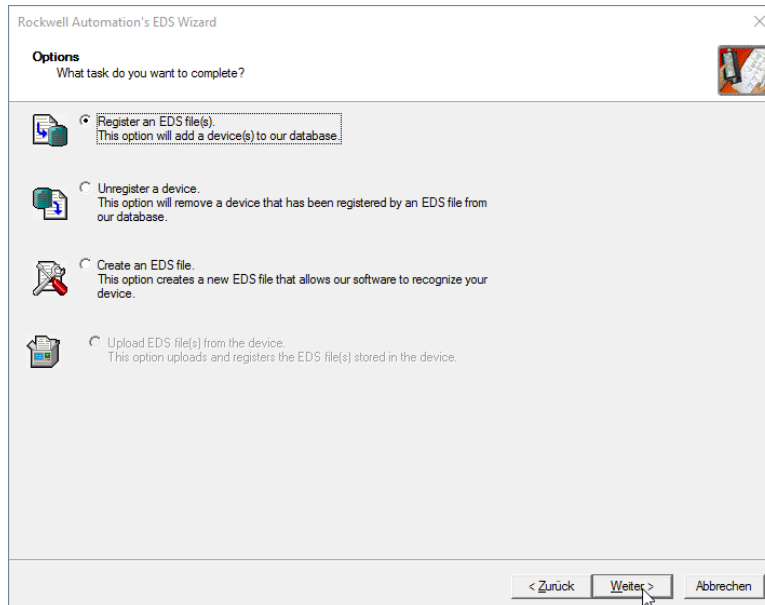 Rockwell Automation's EDS Wizard
Options
What task do you want to complete?
Register an EDS file(s).
This option will add a device(s) to our database.
Unregister a device.
This option will remove a device that has been registered by an EDS file from
our database.
Create an EDS file.
This option creates a new EDS file that allows our software to recognize your
device.
Upload EDS file(s) from the device.
This option uploads and registers the EDS file(s) stored in the device.
< Zurück Weiter > Abbrechen